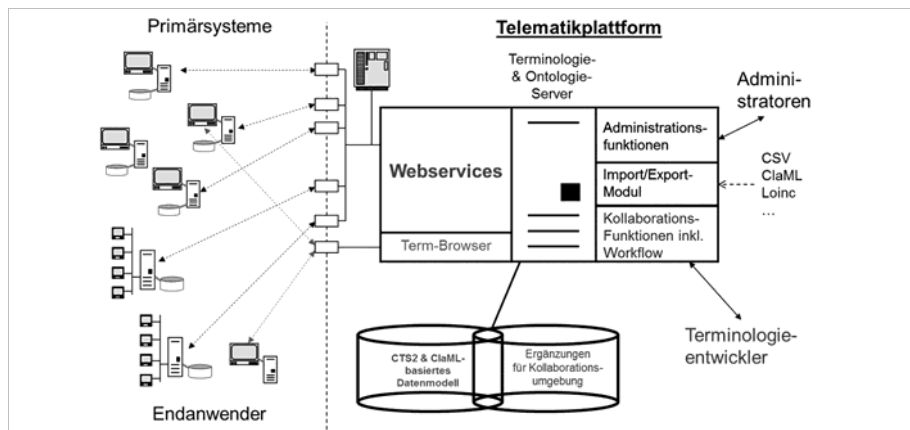 Primärsysteme
Telematikplattform
Terminologie-
& Ontologie-
Server
Admini-
stratoren
Administrations-
funktionen
Webservices
Import/Export-
Modul
CSV
ClaML
Loinc
...
Kollaborations-
Funktionen inkl.
Workflow
Term-Browser
Terminologie-
entwickler
CTS2 & ClaML-
basiertes
Datenmodell
Ergänzungen
für Kollaborations-
umgebung
Endanwender